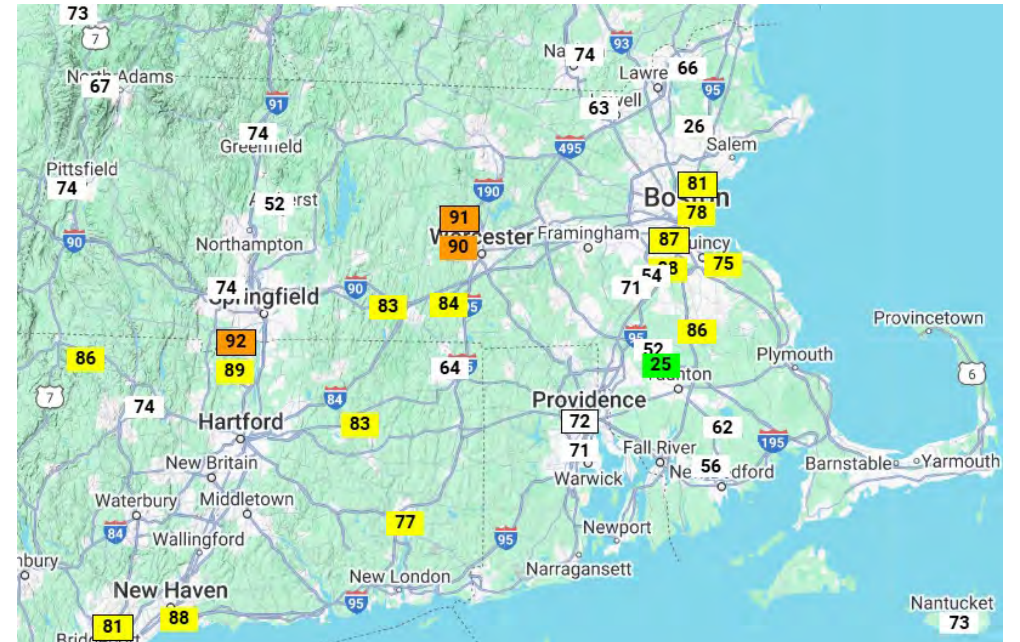 73
7
74
93
North Adams
67
Lawre
66
95
91
63
well
74
Greenfield
26
Salem
495
Pittsfield
74
190
81
52
erst
78
91
90
Worcester
Framingham
87
uincy
90
Northampton
75
54
71
74
Springfield
90
83
84
86
Provincetown
92
95
52
86
89
64
25
Plymouth
6
7
74
84
83
Providence
72
Hartford
62
195
71
Fall River
56
dford
New Britain
Warwick
Barnstable
Yarmouth
Waterbury
Middletown
77
84
Wallingford
95
Newport
Narragansett
bury
New London
New Haven
95
88
81
Nantucket
73